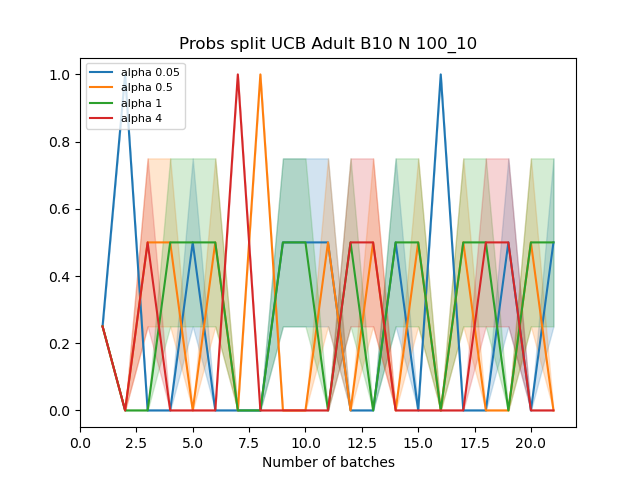 Probs split UCB Adult B10 N 100_10
alpha 0.05
alpha 0.5
alpha 1
alpha 4
1.0
0.8
0.6
0.4
0.2
0.0
0.0 2.5 5.0 7.5 10.0 12.5 15.0 17.5 20.0
Number of batches